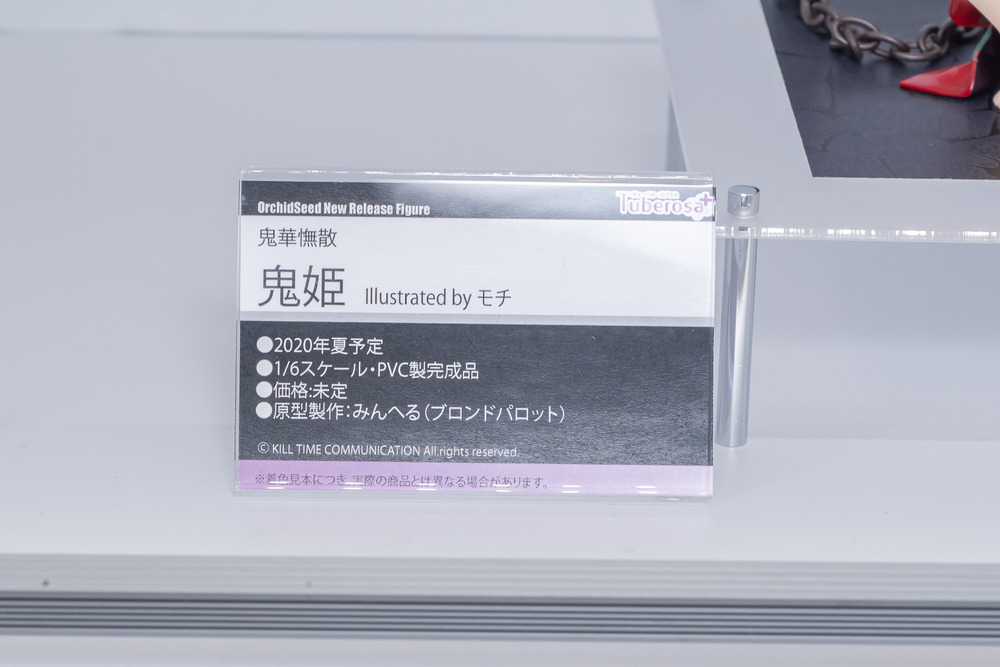 OrchidSeed New Release Figure
Tuberosa+
鬼華憮散
鬼姫 Illustrated by モチ
●2020年夏予定
●1/6スケール・PVC製完成品
●価格:未定
●原型製作:みんへる(ブロンドパロット)
© KILL TIME COMMUNICATION All.rights reserved.
※着色見本につき、実際の商品とは異なる場合があります。